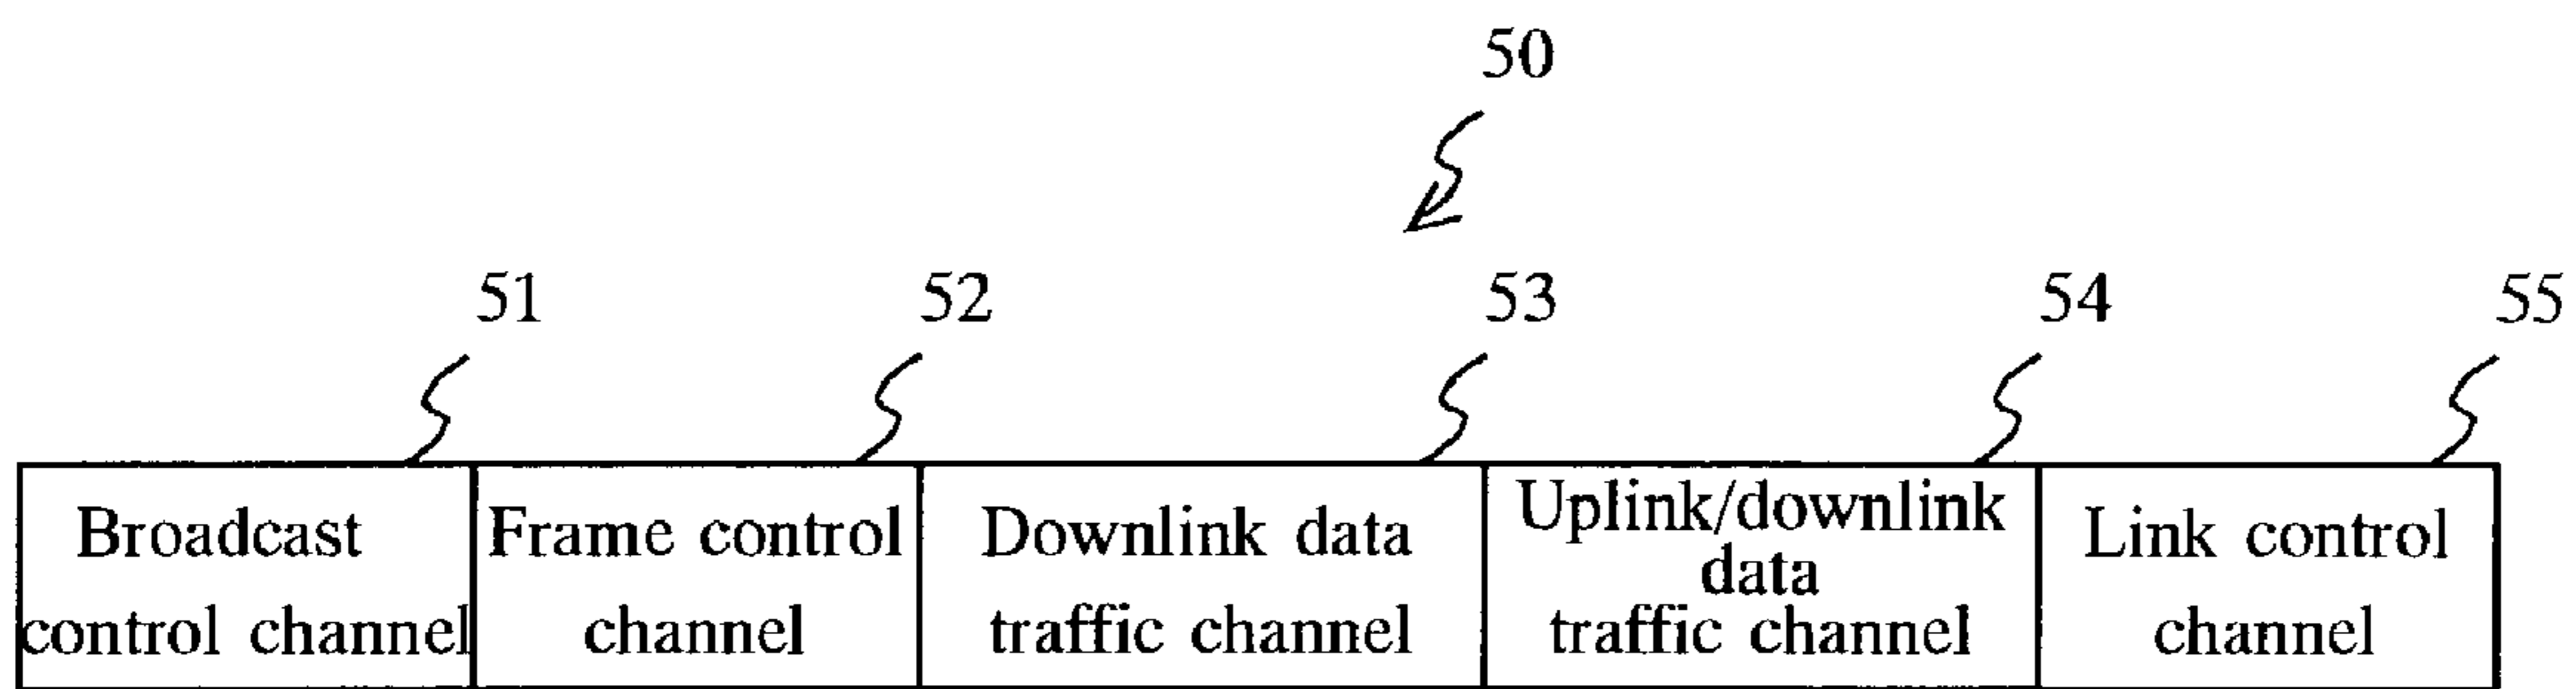 50
51 52 53 54 55
Broadcast
control channel
Frame control
channel
Downlink data
traffic channel
Uplink/downlink
data
traffic channel
Link control
channel